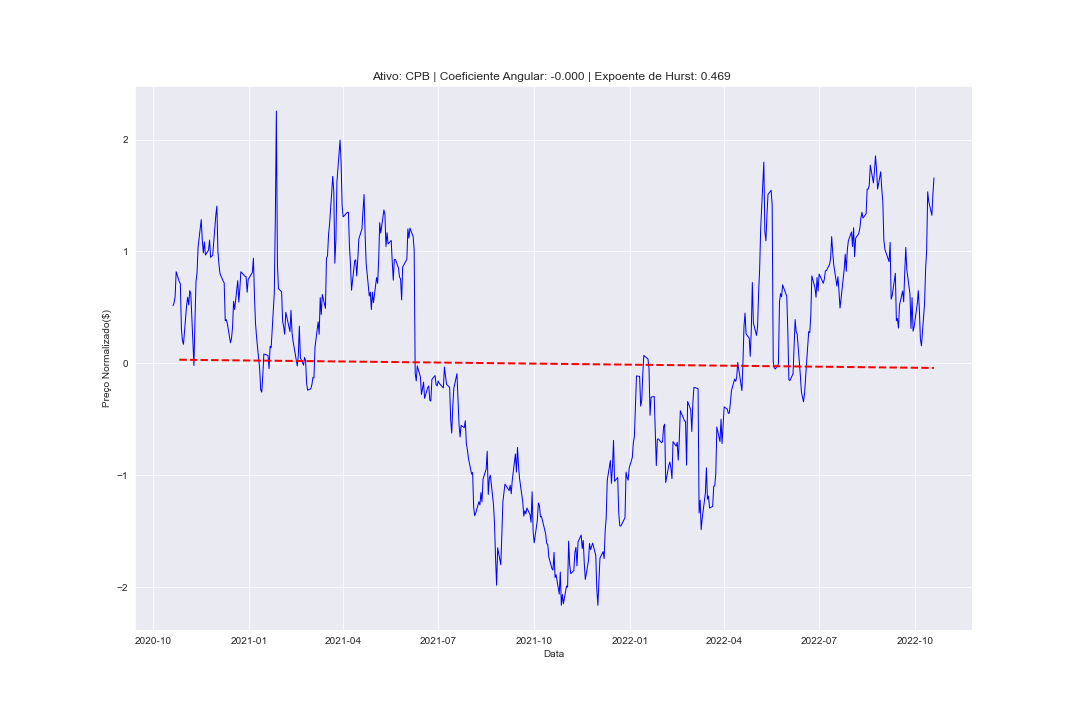 Ativo: CPB | Coeficiente Angular: -0.000 | Expoente de Hurst: 0.469
Preço Normalizado($)
2
1
0
−1
−2
2020-10 2021-01 2021-04 2021-07 2021-10 2022-01 2022-04 2022-07 2022-10
Data